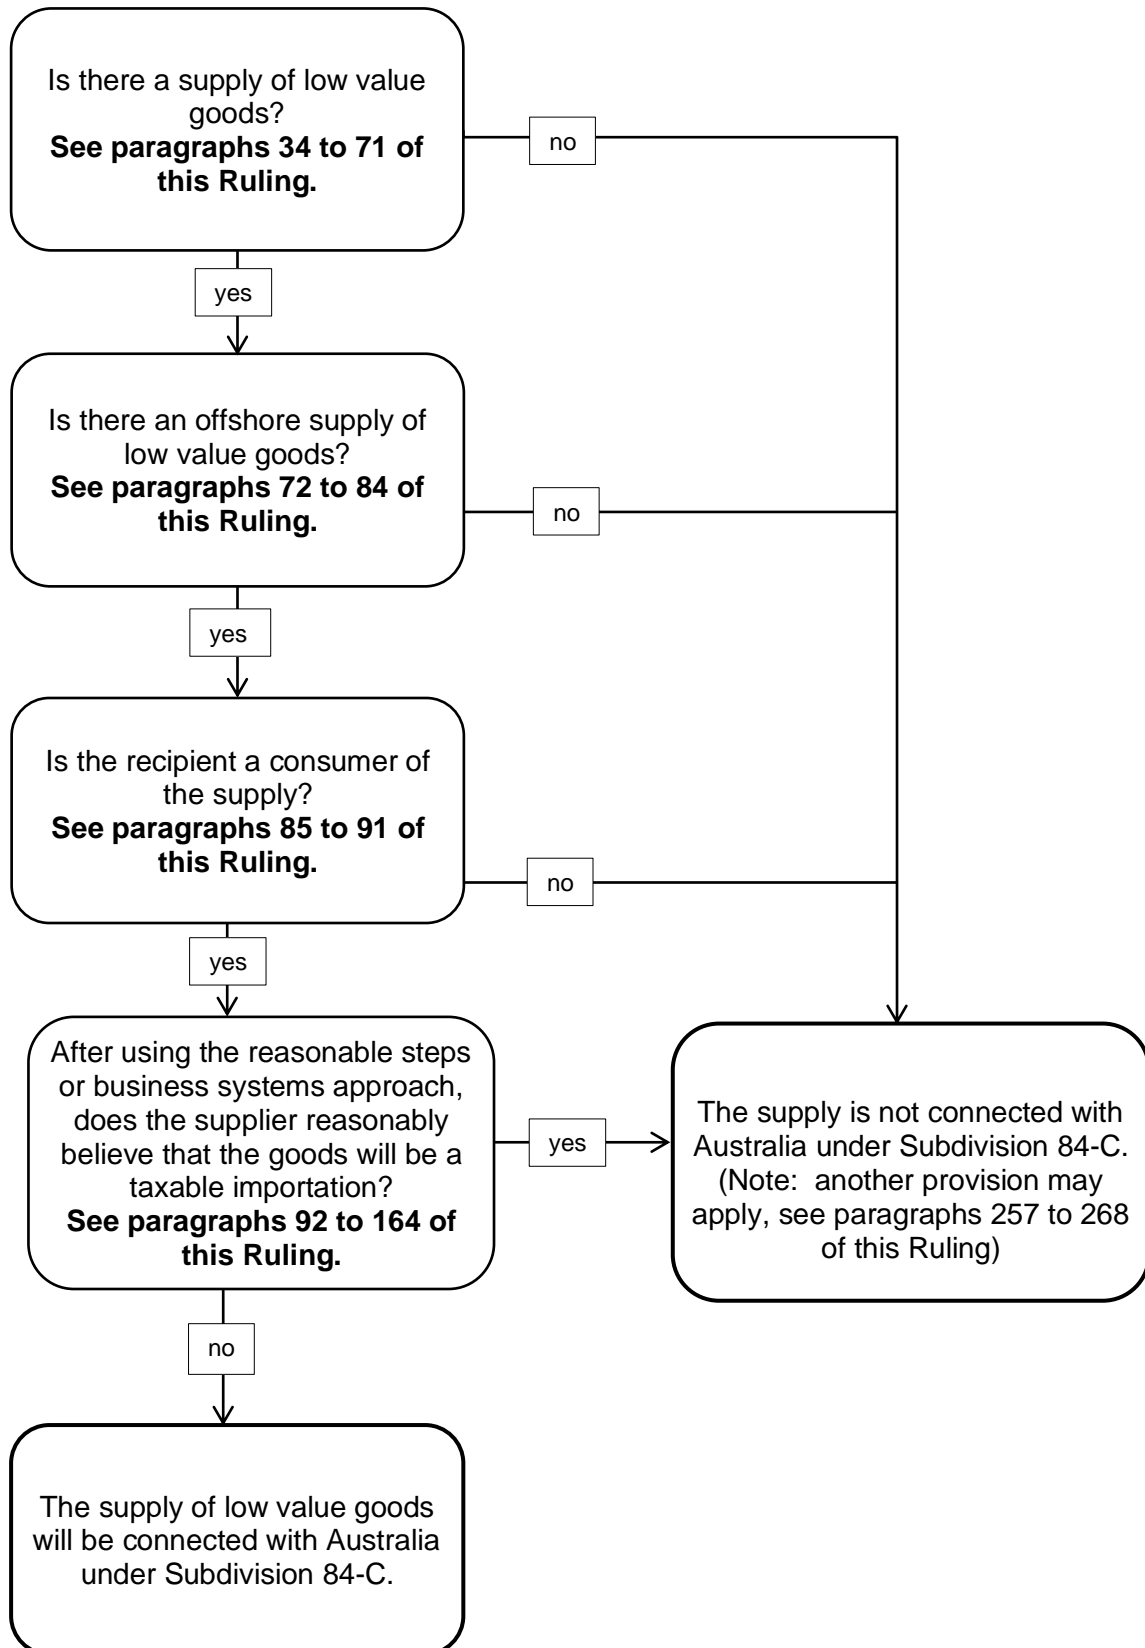 Is there a supply of low value
goods?
See paragraphs 34 to 71 of
this Ruling.
no
yes
Is there an offshore supply of
low value goods?
See paragraphs 72 to 84 of
this Ruling.
no
yes
Is the recipient a consumer of
the supply?
See paragraphs 85 to 91 of
this Ruling.
no
yes
After using the reasonable steps
or business systems approach,
does the supplier reasonably
believe that the goods will be a
taxable importation?
See paragraphs 92 to 164 of
this Ruling.
yes
The supply is not connected with
Australia under Subdivision 84-C.
(Note:  another provision may
apply, see paragraphs 257 to 268
of this Ruling)
no
The supply of low value goods
will be connected with Australia
under Subdivision 84-C.